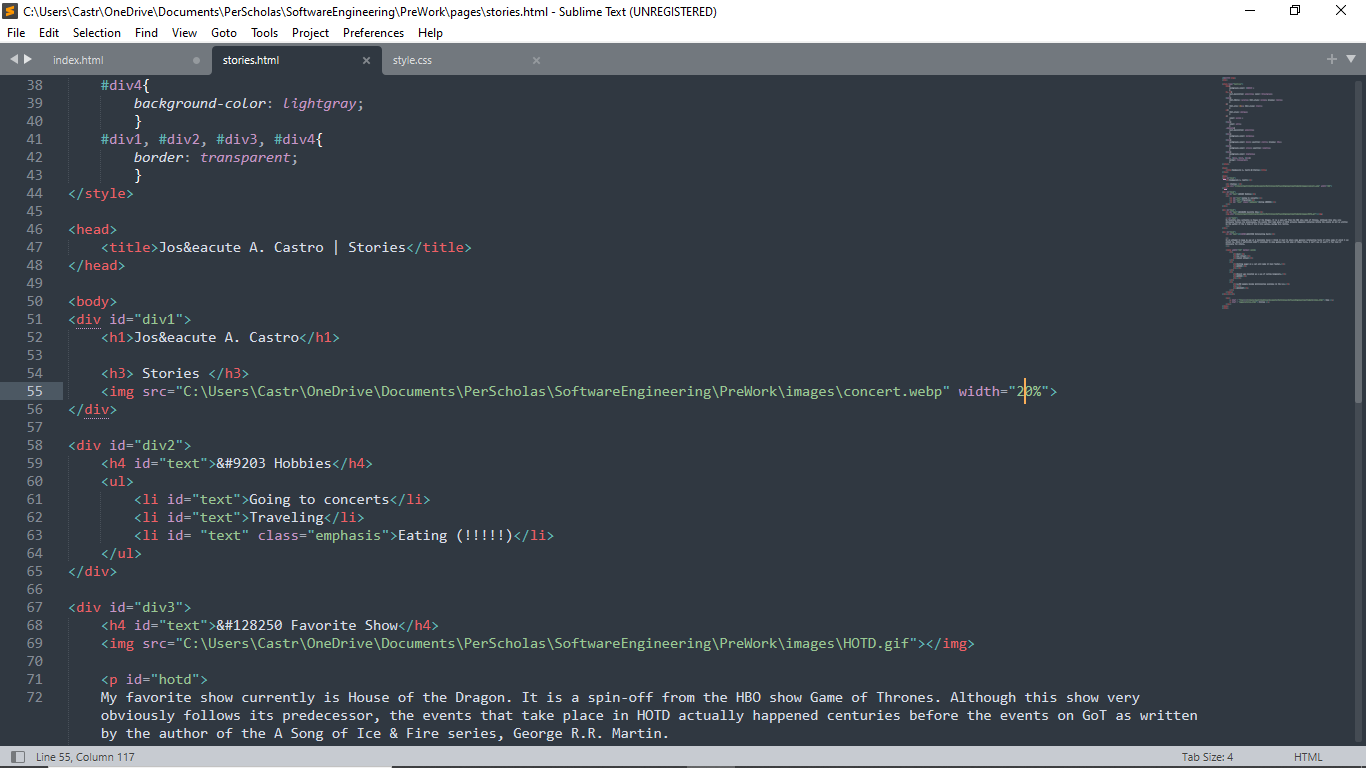 C:\Users\Castr\OneDrive\Documents\PerScholas\SoftwareEngineering\PreWork\pages\stories.html - Sublime Text (UNREGISTERED)
File Edit Selection Find View Goto Tools Project Preferences Help
index.html stories.html style.css
38 #div4{
39 background-color: lightgray;
40 }
41 #div1, #div2, #div3, #div4{
42 border: transparent;
43 }
44 </style>
45
46 <head>
47 <title>Jos&eacute A. Castro | Stories</title>
48 </head>
49
50 <body>
51 <div id="div1">
52 <h1>Jos&eacute A. Castro</h1>
53
54 <h3> Stories </h3>
55 <img src="C:\Users\Castr\OneDrive\Documents\PerScholas\SoftwareEngineering\PreWork\images\concert.webp" width="20%">
56 </div>
57
58 <div id="div2">
59 <h4 id="text">&#9203 Hobbies</h4>
60 <ul>
61 <li id="text">Going to concerts</li>
62 <li id="text">Traveling</li>
63 <li id= "text" class="emphasis">Eating (!!!!!)</li>
64 </ul>
65 </div>
66
67 <div id="div3">
68 <h4 id="text">&#128250 Favorite Show</h4>
69 <img src="C:\Users\Castr\OneDrive\Documents\PerScholas\SoftwareEngineering\PreWork\images\HOTD.gif"></img>
70
71 <p id="hotd">
72 My favorite show currently is House of the Dragon. It is a spin-off from the HBO show Game of Thrones. Although this show very
obviously follows its predecessor, the events that take place in HOTD actually happened centuries before the events on GoT as written
by the author of the A Song of Ice & Fire series, George R.R. Martin.
Line 55, Column 117 Tab Size: 4 HTML